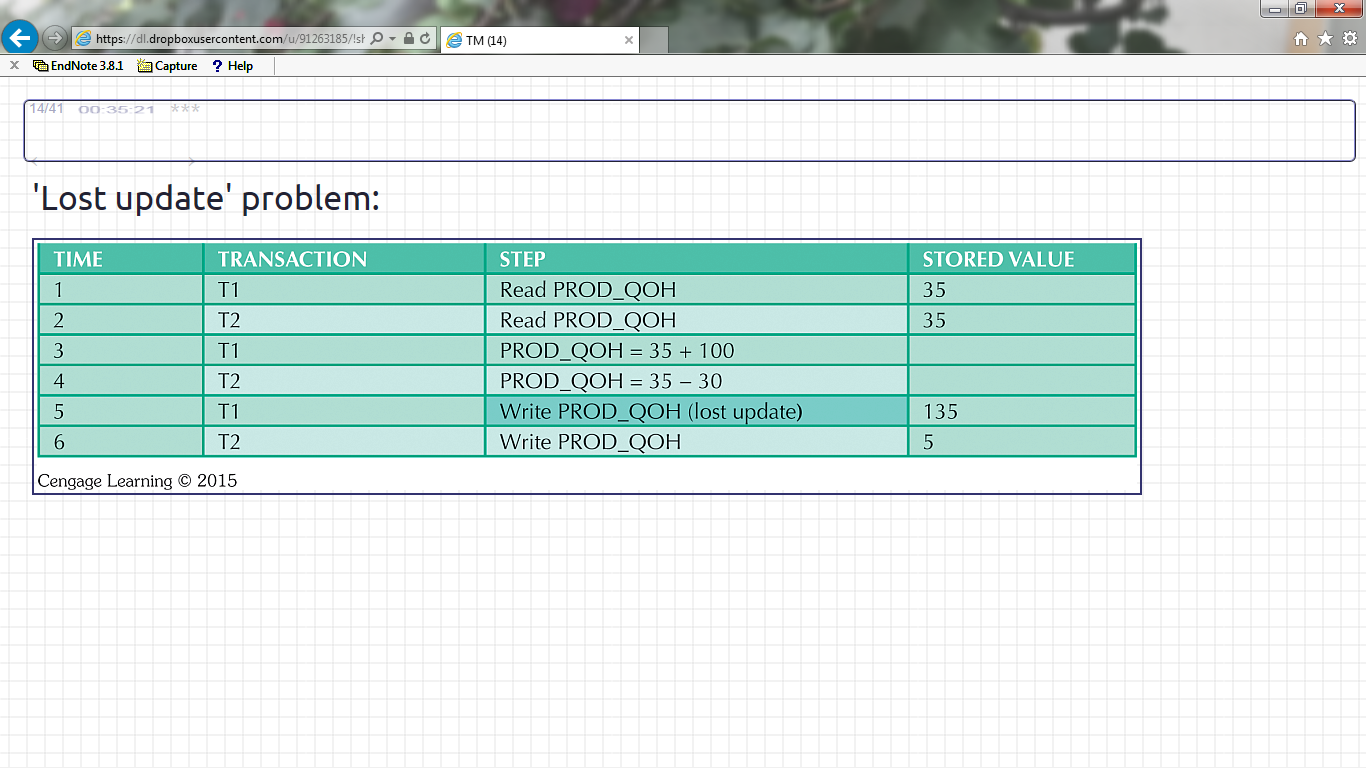 https://dl.dropboxusercontent.com/u/91263185/!sh
TM (14)
EndNote 3.8.1 Capture Help
14/41 00:35:21 ***
< >
'Lost update' problem:
TIME TRANSACTION STEP STORED VALUE
1 T1 Read PROD_QOH 35
2 T2 Read PROD_QOH 35
3 T1 PROD_QOH = 35 + 100
4 T2 PROD_QOH = 35 − 30
5 T1 Write PROD_QOH (lost update) 135
6 T2 Write PROD_QOH 5
Cengage Learning © 2015